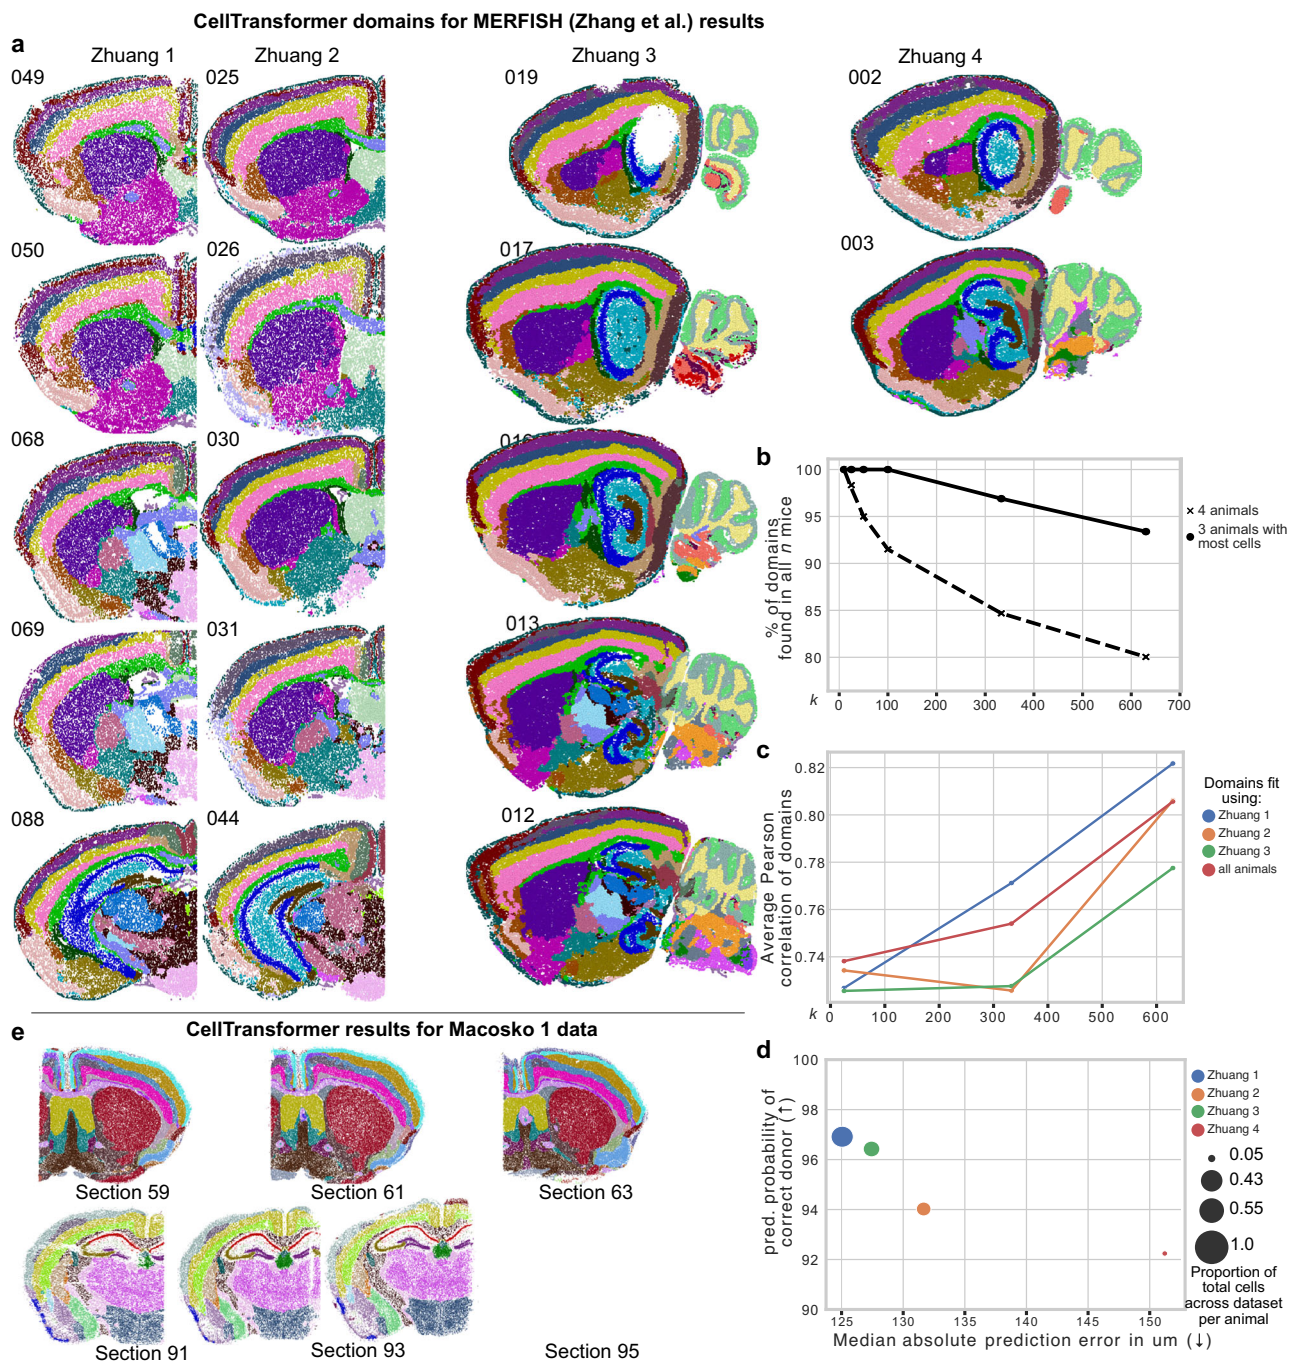 CellTransformer domains for MERFISH (Zhang et al.) results
a
Zhuang 1
Zhuang 2
Zhuang 3
Zhuang 4
049
025
019
002
050
026
017
003
068
030
069
031
013
088
044
012
b
% of domains
found in all n mice
100
95
90
85
80
k
0 100 200 300 400 500 600 700
4 animals
3 animals with
most cells
c
Average Pearson
correlation of domains
0.82
0.80
0.78
0.76
0.74
k
0 100 200 300 400 500 600
Domains fit
using:
Zhuang 1
Zhuang 2
Zhuang 3
all animals
d
pred. probability of
correct donor (↑)
100
98
96
94
92
90
125 130 135 140 145 150
Median absolute prediction error in um (↓)
Zhuang 1
Zhuang 2
Zhuang 3
Zhuang 4
0.05
0.43
0.55
1.0
Proportion of
total cells
across dataset
per animal
e
CellTransformer results for Macosko 1 data
Section 59
Section 61
Section 63
Section 91
Section 93
Section 95